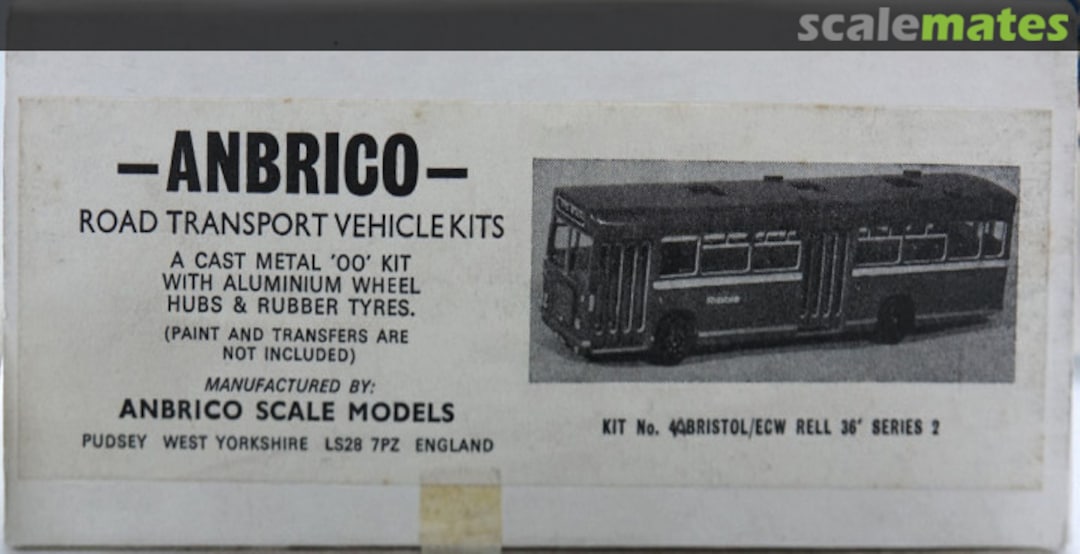 scalemates
–ANBRICO–
ROAD TRANSPORT VEHICLE KITS
A CAST METAL 'OO' KIT
WITH ALUMINIUM WHEEL
HUBS & RUBBER TYRES.
(PAINT AND TRANSFERS ARE
NOT INCLUDED)
MANUFACTURED BY:
ANBRICO SCALE MODELS
PUDSEY WEST YORKSHIRE LS28 7PZ ENGLAND
KIT No. BRISTOL/ECW RELL 36' SERIES 2